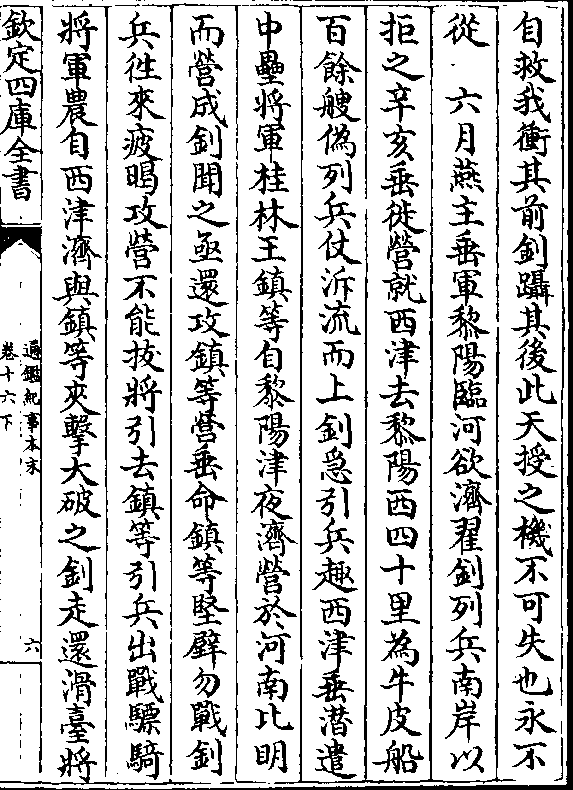 自救我衝其前釗躡其後此天授之機不可失也永不
從　六月燕主垂軍黎陽臨河欲濟翟釗列兵南岸以
拒之辛亥垂徙營就西津去黎陽西四十里為牛皮船
百餘艘偽列兵仗泝流而上釗急引兵趣西津垂潛遣
中壘將軍桂林王鎮等自黎陽津夜濟營於河南比明
而營成釗聞之亟還攻鎮等營垂命鎮等堅壁勿戰釗
兵徃來疲暍攻營不能拔將引去鎮等引兵出戰驃騎
將軍農自西津濟與鎮等夾擊大破之釗走還滑臺將
欽定四庫全書
通鑑紀事本末
卷十六下
六